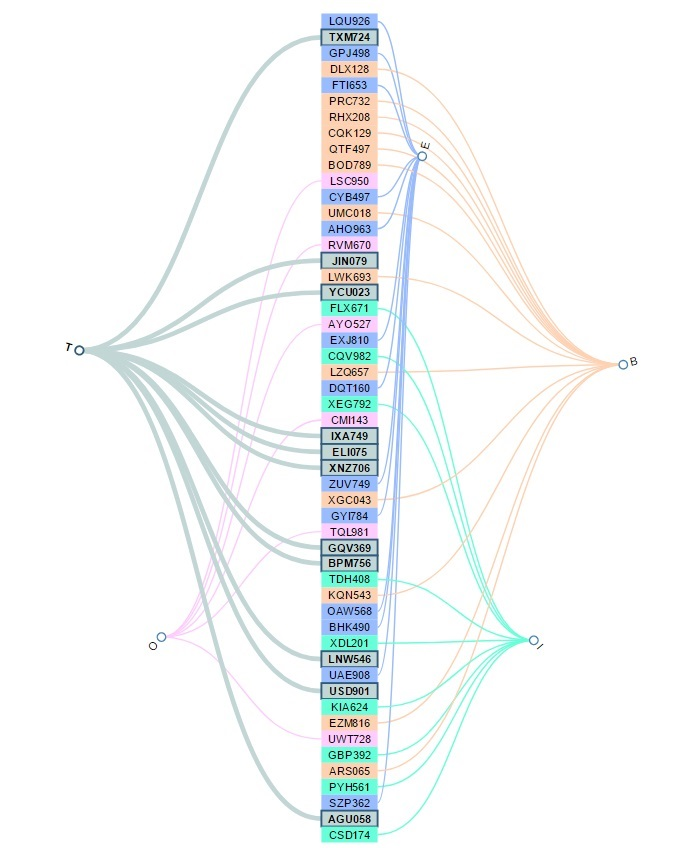 LQU926
TXM724
GPJ498
DLX128
FTI653
PRC732
RHX208
CQK129
QTF497
E
BOD789
LSC950
CYB497
UMC018
AHO963
RVM670
JIN079
LWK693
YCU023
FLX671
AYO527
EXJ810
T
CQV982
B
LZQ657
DQT160
XEG792
CMI143
IXA749
ELI075
XNZ706
ZUV749
XGC043
GYI784
TQL981
GQV369
BPM756
TDH408
KQN543
OAW568
BHK490
XDL201
O
I
LNW546
UAE908
USD901
KIA624
EZM816
UWT728
GBP392
ARS065
PYH561
SZP362
AGU058
CSD174